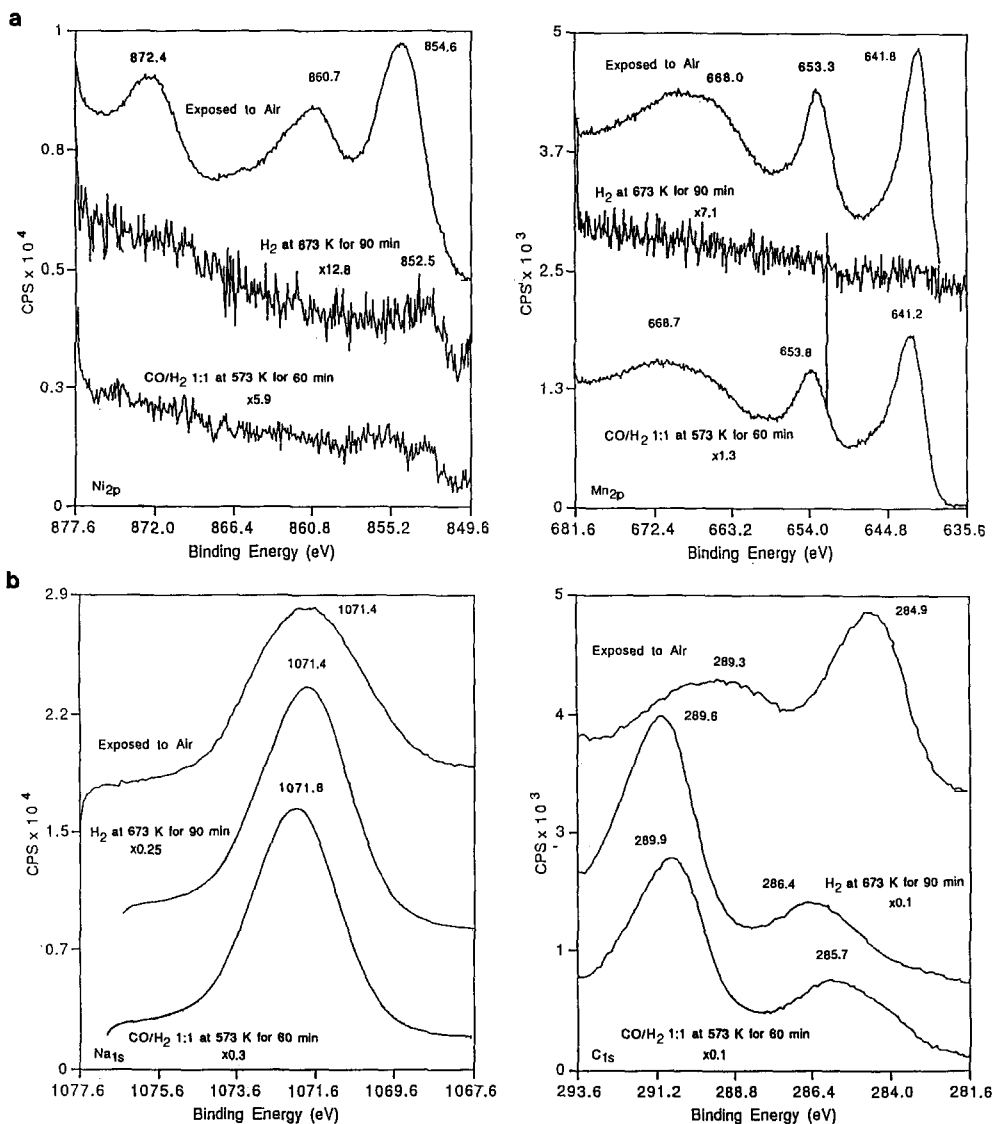 a
1
0.8
0.5
0.3
0
CPS x 10 4
872.4
860.7
854.6
Exposed to Air
H2 at 673 K for 90 min
x12.8
852.5
CO/H2 1:1 at 573 K for 60 min
x5.9
Ni2p
877.6 872.0 866.4 860.8 855.2 849.6
Binding Energy (eV)
5
3.7
2.5
1.3
0
CPS x 10 3
Exposed to Air
668.0
653.3
641.8
H2 at 673 K for 90 min
x7.1
668.7
653.8
641.2
CO/H2 1:1 at 573 K for 60 min
x1.3
Mn2p
681.6 672.4 663.2 654.0 644.8 635.6
Binding Energy (eV)
b
2.9
2.2
1.5
0.7
0
CPS x 10 4
1071.4
1071.4
Exposed to Air
1071.8
H2 at 673 K for 90 min
x0.25
CO/H2 1:1 at 573 K for 60 min
x0.3
Na1s
1077.6 1075.6 1073.6 1071.6 1069.6 1067.6
Binding Energy (eV)
5
4
3
1
0
CPS x 10 3
284.9
Exposed to Air
289.3
289.6
289.9
286.4
H2 at 673 K for 90 min
x0.1
285.7
CO/H2 1:1 at 573 K for 60 min
x0.1
C1s
293.6 291.2 288.8 286.4 284.0 281.6
Binding Energy (eV)